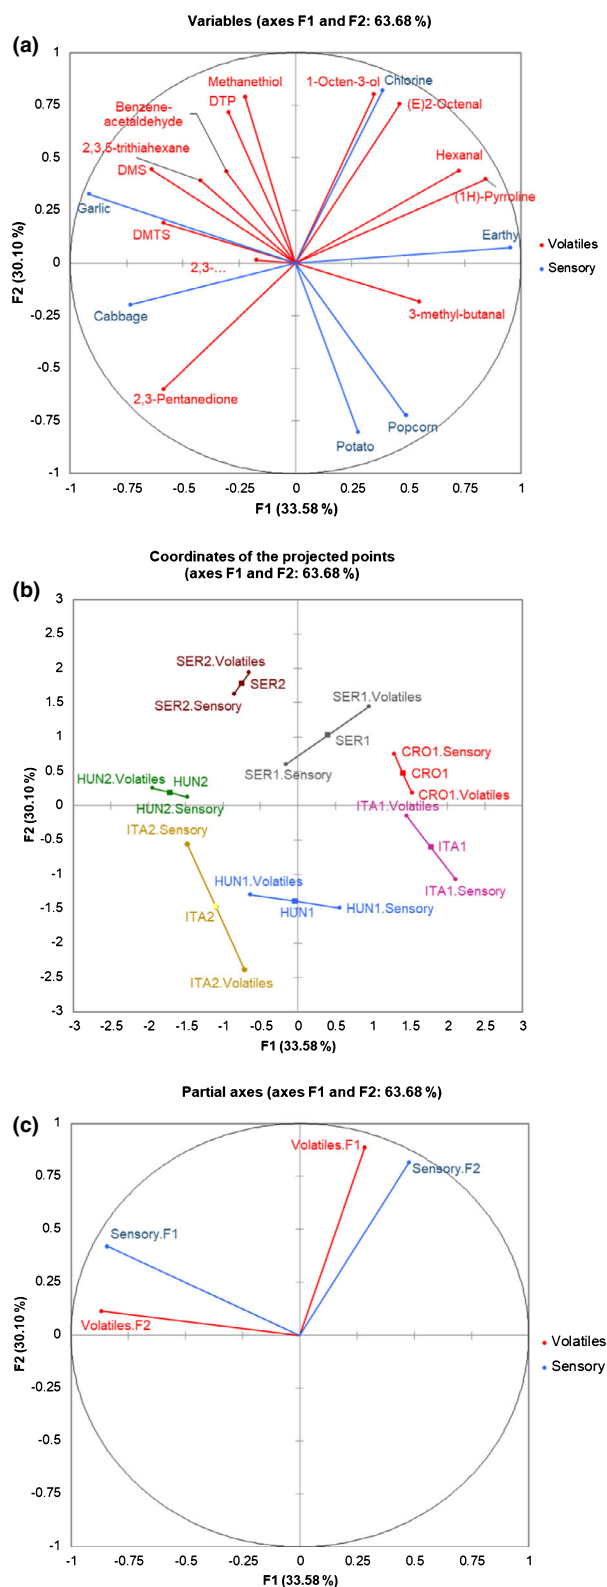 Variables (axes F1 and F2: 63.68 %)
(a)
1
0.75
0.5
0.25
0
-0.25
-0.5
-0.75
-1
F2 (30.10 %)
Methanethiol
DTP
Benzene-
acetaldehyde
2,3,5-trithiahexane
DMS
Garlic
DMTS
2,3-...
Cabbage
2,3-Pentanedione
1-Octen-3-ol
Chlorine
(E)2-Octenal
Hexanal
(1H)-Pyrroline
Earthy
3-methyl-butanal
Popcorn
Potato
Volatiles
Sensory
-1 -0.75 -0.5 -0.25 0 0.25 0.5 0.75 1
F1 (33.58 %)
Coordinates of the projected points
(axes F1 and F2: 63.68 %)
(b)
3
2.5
2
1.5
1
0.5
0
-0.5
-1
-1.5
-2
-2.5
-3
F2 (30.10 %)
SER2.Volatiles
SER2
SER2.Sensory
SER1.Volatiles
SER1
SER1.Sensory
CRO1.Sensory
CRO1
CRO1.Volatiles
HUN2.Volatiles
HUN2
HUN2.Sensory
ITA1.Volatiles
ITA1
ITA1.Sensory
ITA2.Sensory
ITA2
ITA2.Volatiles
HUN1.Volatiles
HUN1
HUN1.Sensory
-3 -2.5 -2 -1.5 -1 -0.5 0 0.5 1 1.5 2 2.5 3
F1 (33.58 %)
Partial axes (axes F1 and F2: 63.68 %)
(c)
1
0.75
0.5
0.25
0
-0.25
-0.5
-0.75
-1
F2 (30.10 %)
Volatiles.F1
Sensory.F2
Sensory.F1
Volatiles.F2
Volatiles
Sensory
-1 -0.75 -0.5 -0.25 0 0.25 0.5 0.75 1
F1 (33.58 %)